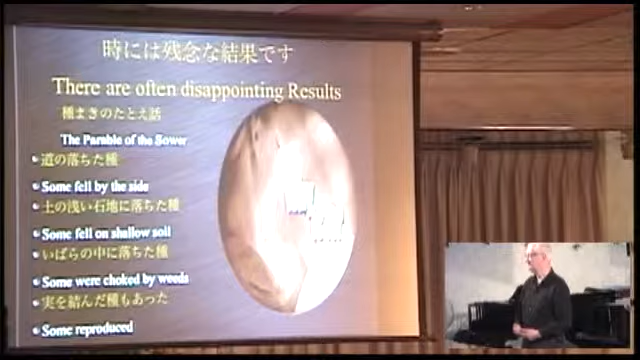 時には残念な結果です
There are often disappointing Results
種まきのたとえ話
The Parable of the Sower
道の落ちた種
Some fell by the side
土の浅い石地に落ちた種
Some fell on shallow soil
いばらの中に落ちた種
Some were choked by weeds
実を結んだ種もあった
Some reproduced